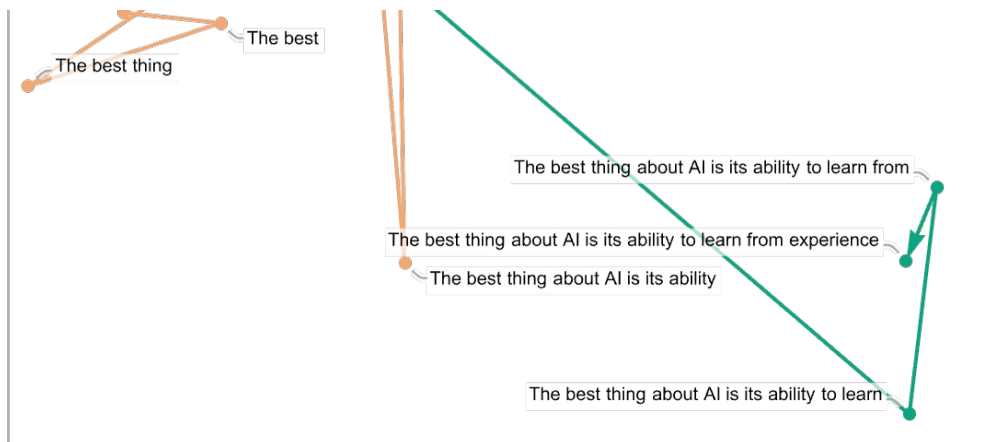 The best
The best thing
The best thing about AI is its ability to learn from
The best thing about AI is its ability to learn from experience
The best thing about AI is its ability
The best thing about AI is its ability to learn